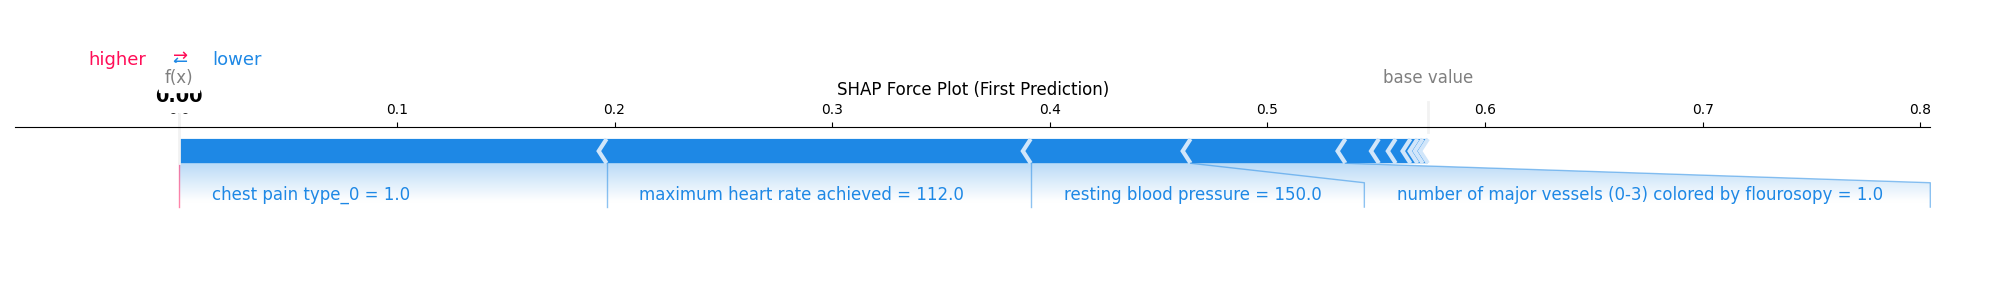 higher ⇄ lower
f(x)
base value
SHAP Force Plot (First Prediction)
0.00
0.1 0.2 0.3 0.4 0.5 0.6 0.7 0.8
chest pain type_0 = 1.0 maximum heart rate achieved = 112.0 resting blood pressure = 150.0 number of major vessels (0-3) colored by flourosopy = 1.0